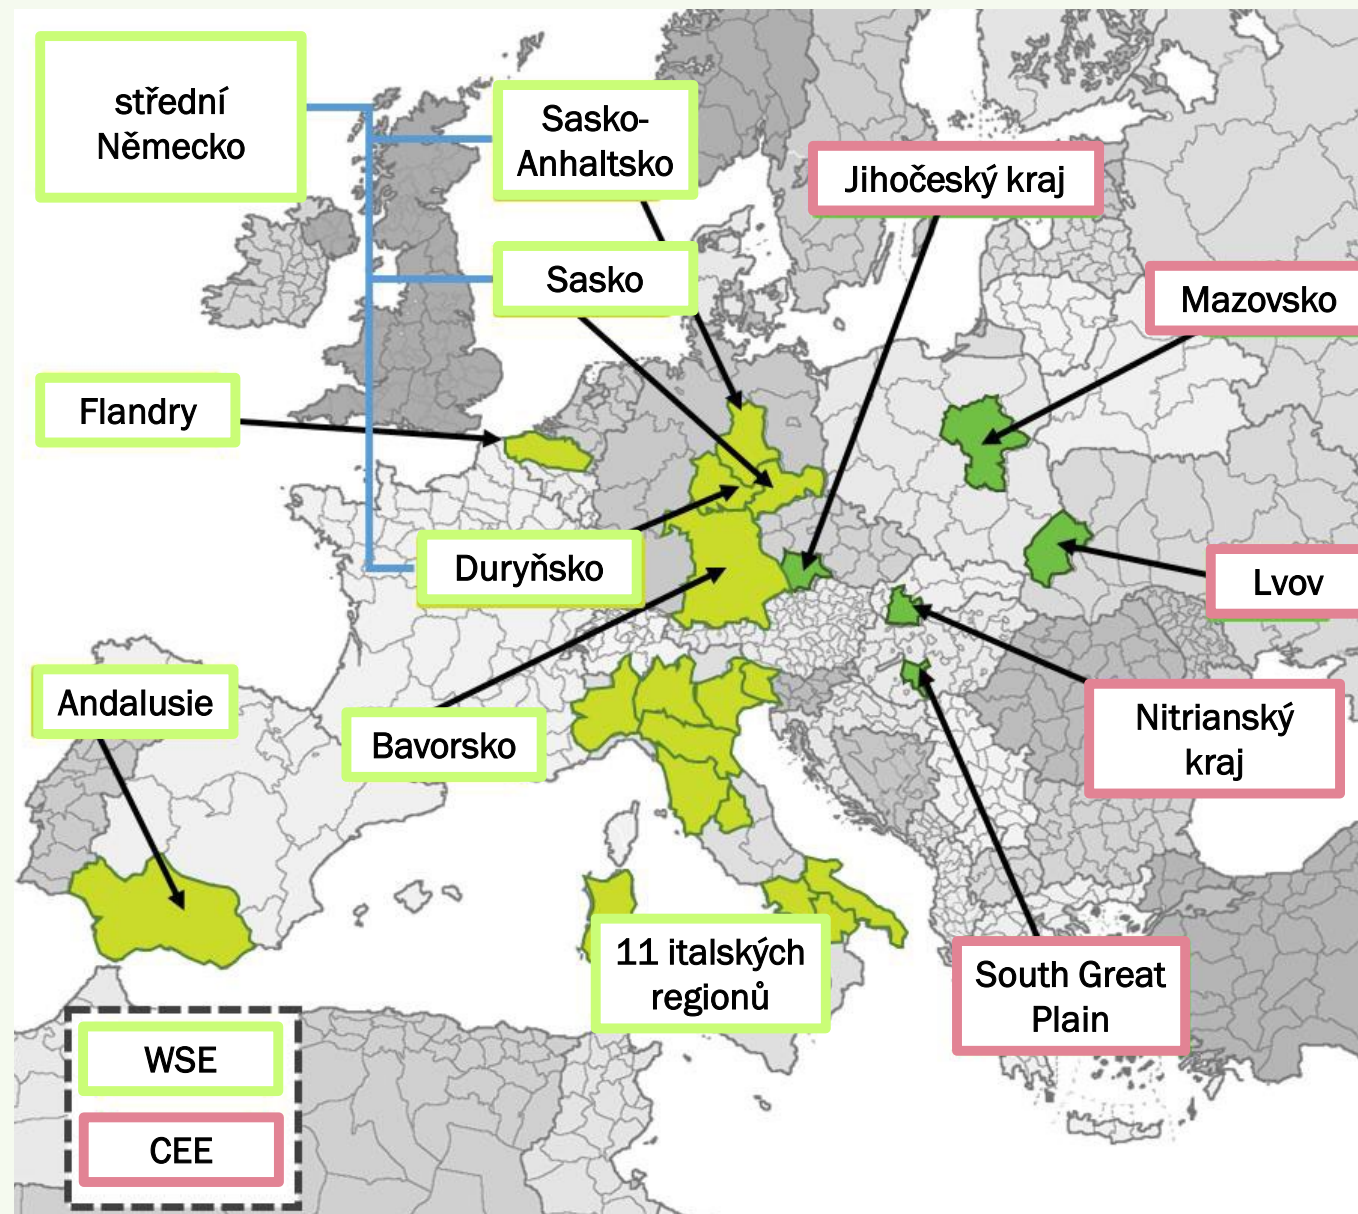 střední
Německo
Sasko-
Anhaltsko
Jihočeský kraj
Sasko
Mazovsko
Flandry
Duryňsko
Lvov
Andalusie
Bavorsko
Nitrianský
kraj
11 italských
regionů
South Great
Plain
WSE
CEE